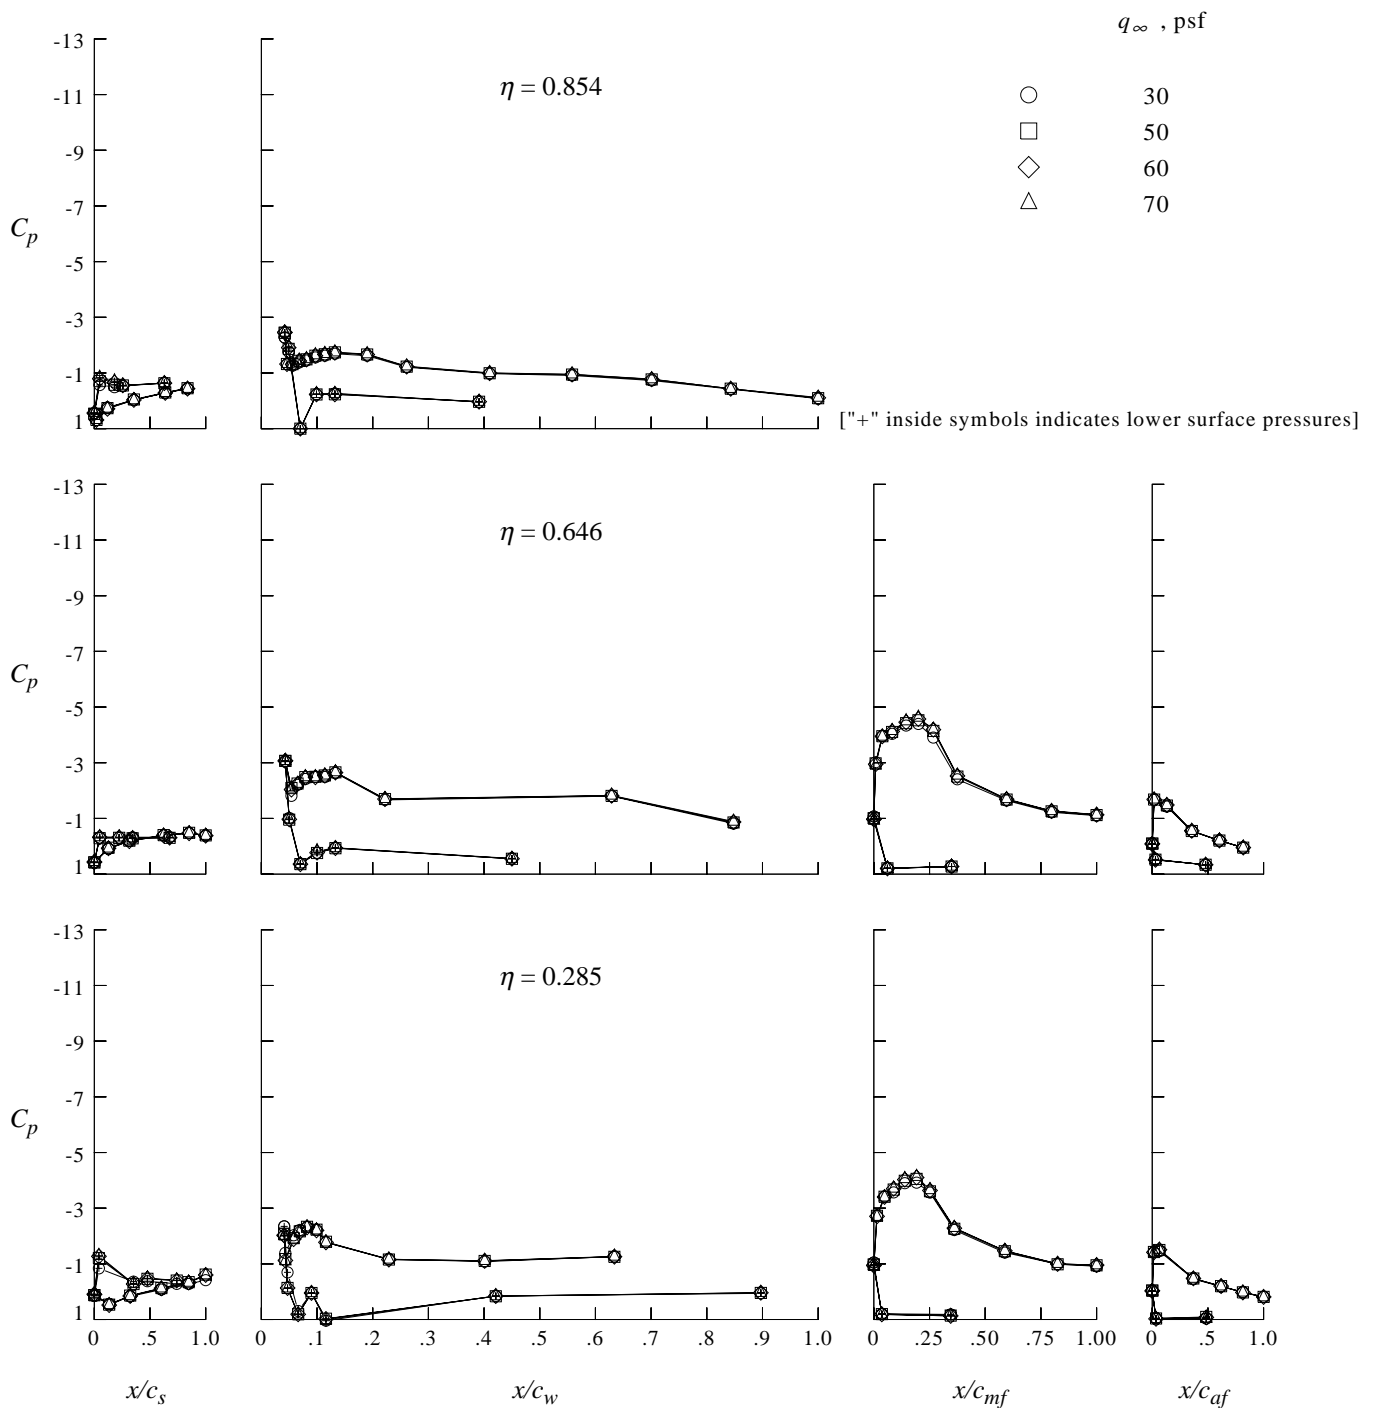 q∞ , psf
30
50
60
70
-13
-11
-9
-7
-5
-3
-1
1
Cp
η = 0.854
["+" inside symbols indicates lower surface pressures]
-13
-11
-9
-7
-5
-3
-1
1
Cp
η = 0.646
-13
-11
-9
-7
-5
-3
-1
1
Cp
η = 0.285
0 .5 1.0
0 .1 .2 .3 .4 .5 .6 .7 .8 .9 1.0
0 .25 .50 .75 1.00
0 .5 1.0
x/cs
x/cw
x/cmf
x/caf